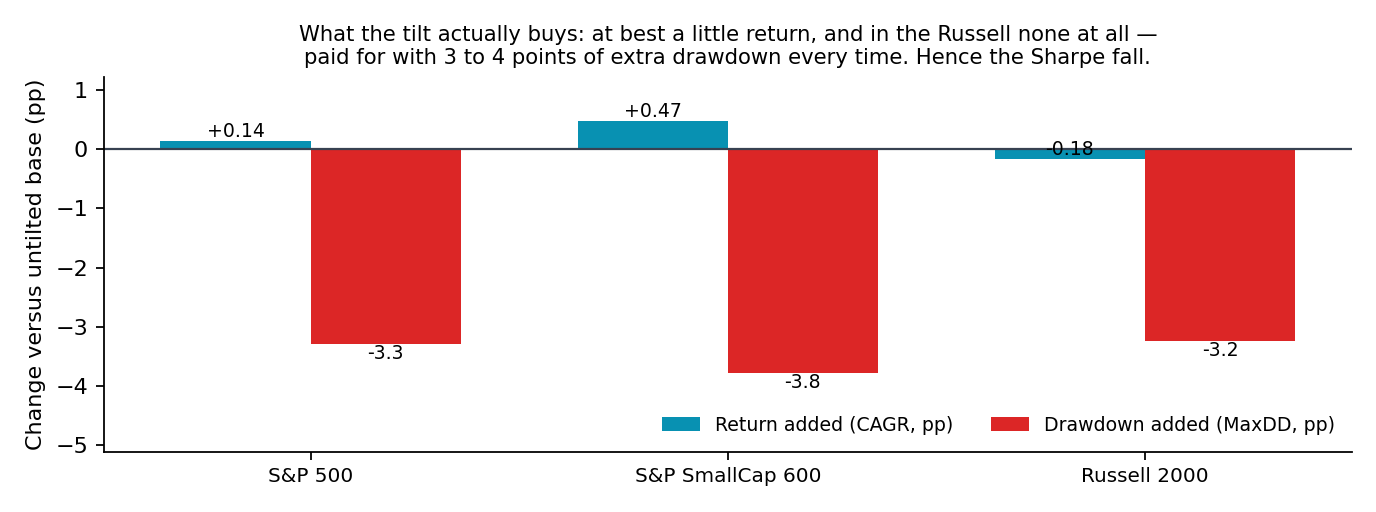 What the tilt actually buys: at best a little return, and in the Russell none at all —
paid for with 3 to 4 points of extra drawdown every time. Hence the Sharpe fall.
Change versus untilted base (pp)
1
0
−1
−2
−3
−4
−5
+0.14
-3.3
+0.47
-3.8
-0.18
-3.2
Return added (CAGR, pp)
Drawdown added (MaxDD, pp)
S&P 500
S&P SmallCap 600
Russell 2000